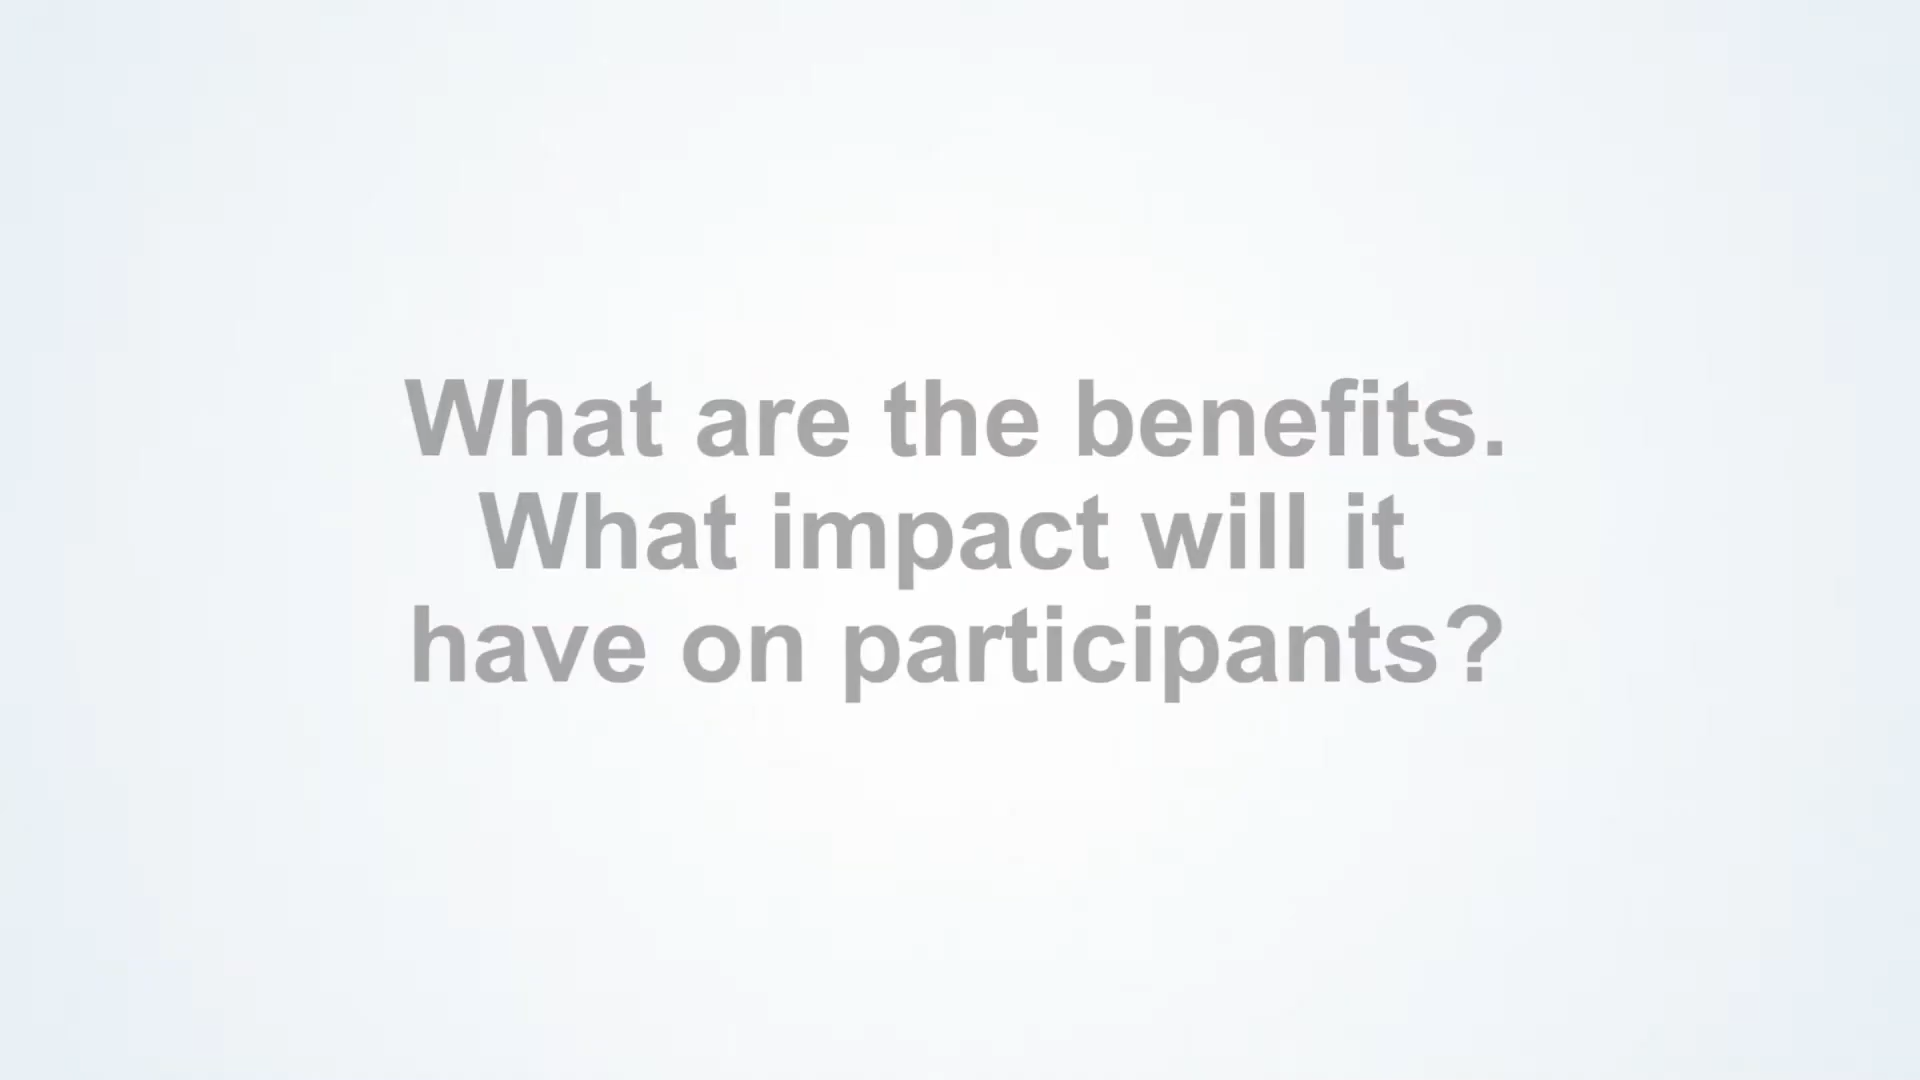 What are the benefits.
What impact will it
have on participants?